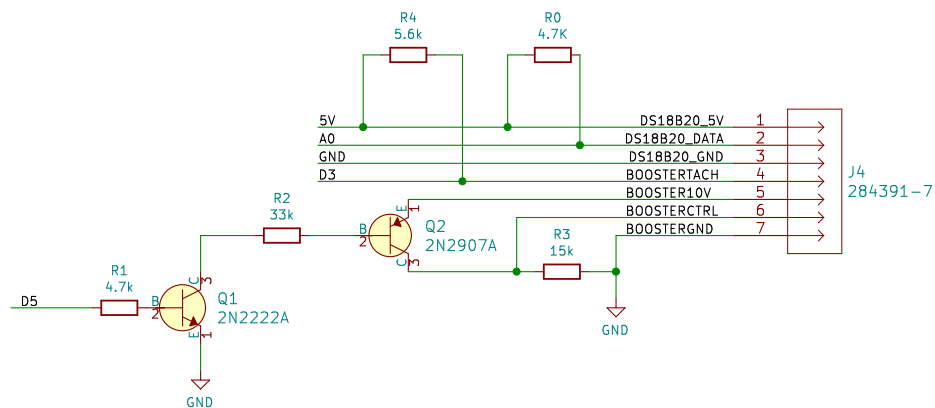 R4
5.6k
R0
4.7K
5V
DS18B20_5V
1
A0
DS18B20_DATA
2
GND
DS18B20_GND
3
D3
BOOSTERTACH
4
BOOSTER10V
5
BOOSTERCTRL
6
BOOSTERGND
7
J4
284391-7
R2
33k
B
2
E
1
C
3
Q2
2N2907A
R3
15k
GND
R1
4.7k
D5
B
2
C
3
E
1
Q1
2N2222A
GND